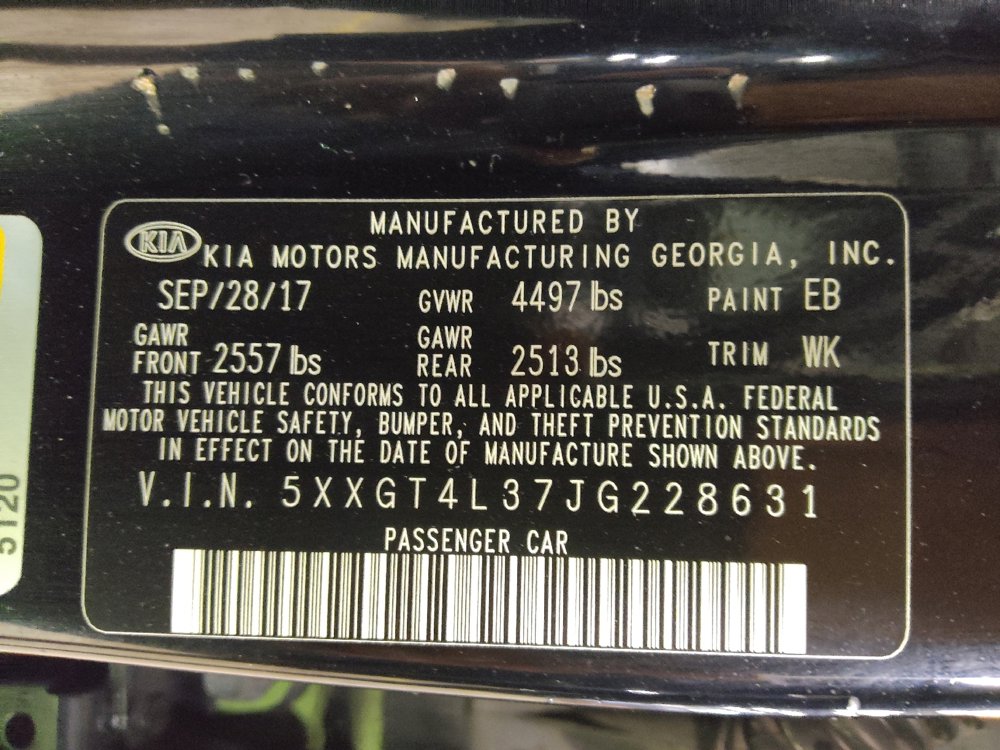 MANUFACTURED BY
KIA KIA MOTORS MANUFACTURING GEORGIA, INC.
SEP/28/17 GVWR 4497 lbs PAINT EB
GAWR FRONT 2557 lbs GAWR REAR 2513 lbs TRIM WK
THIS VEHICLE CONFORMS TO ALL APPLICABLE U.S.A. FEDERAL
MOTOR VEHICLE SAFETY, BUMPER, AND THEFT PREVENTION STANDARDS
IN EFFECT ON THE DATE OF MANUFACTURE SHOWN ABOVE.
V.I.N. 5XXGT4L37JG228631
PASSENGER CAR